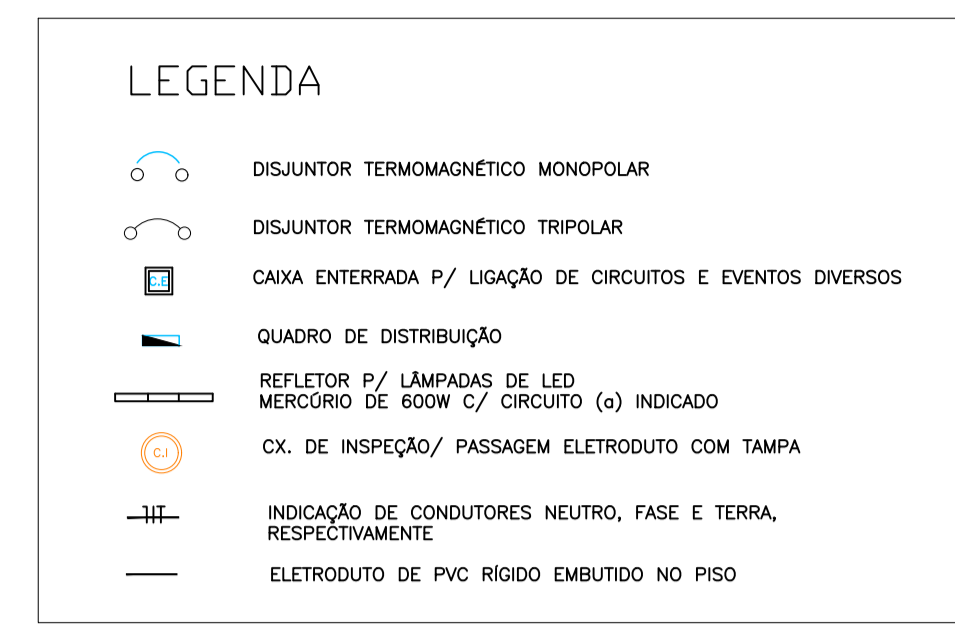 LEGENDA
DISJUNTOR TERMOMAGNÉTICO MONOPOLAR
DISJUNTOR TERMOMAGNÉTICO TRIPOLAR
C.E CAIXA ENTERRADA P/ LIGAÇÃO DE CIRCUITOS E EVENTOS DIVERSOS
QUADRO DE DISTRIBUIÇÃO
REFLETOR P/ LÂMPADAS DE LED
MERCÚRIO DE 600W C/ CIRCUITO (a) INDICADO
C.I CX. DE INSPEÇÃO/ PASSAGEM ELETRODUTO COM TAMPA
INDICAÇÃO DE CONDUTORES NEUTRO, FASE E TERRA,
RESPECTIVAMENTE
ELETRODUTO DE PVC RÍGIDO EMBUTIDO NO PISO